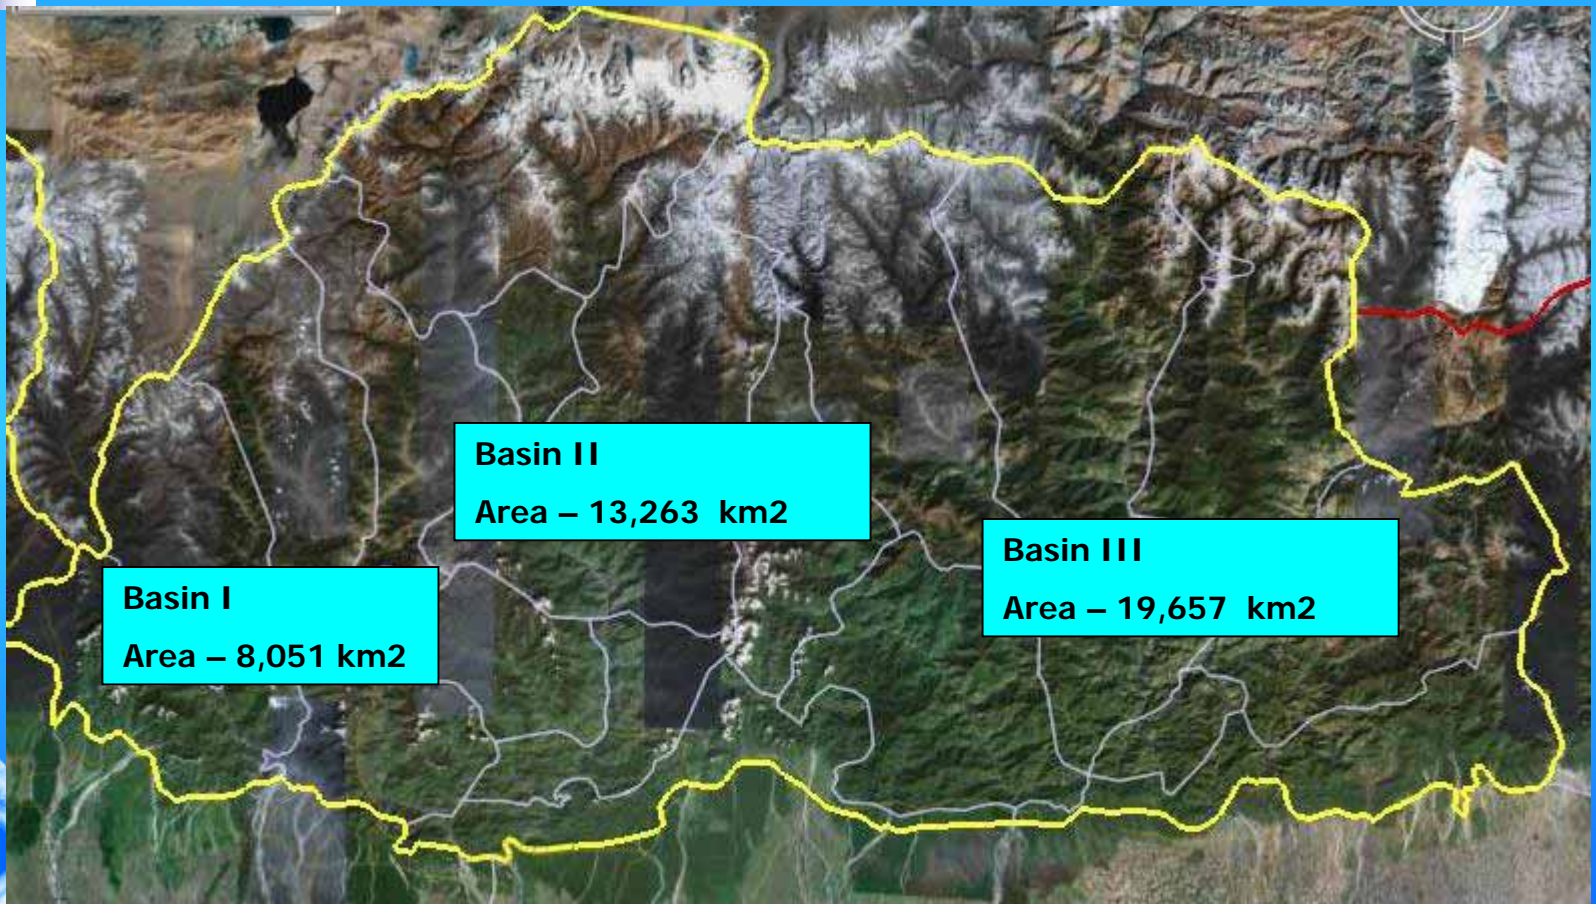 Basin I
Area – 8,051 km2
Basin II
Area – 13,263 km2
Basin III
Area – 19,657 km2